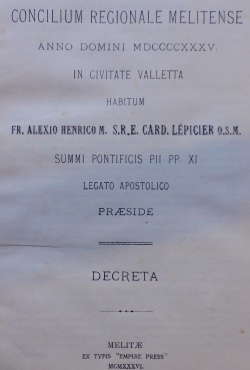 CONCILIUM REGIONALE MELITENSE
ANNO DOMINI MDCCCCXXXV.
IN CIVITATE VALLETTA
HABITUM
FR. ALEXIO HENRICO M. S.R.E. CARD. LÉPICIER O.S.M.
SUMMI PONTIFICIS PII PP. XI
LEGATO APOSTOLICO
PRÆSIDE
DECRETA
MELITÆ
EX TYPIS "EMPIRE PRESS"
MCMXXXVI.